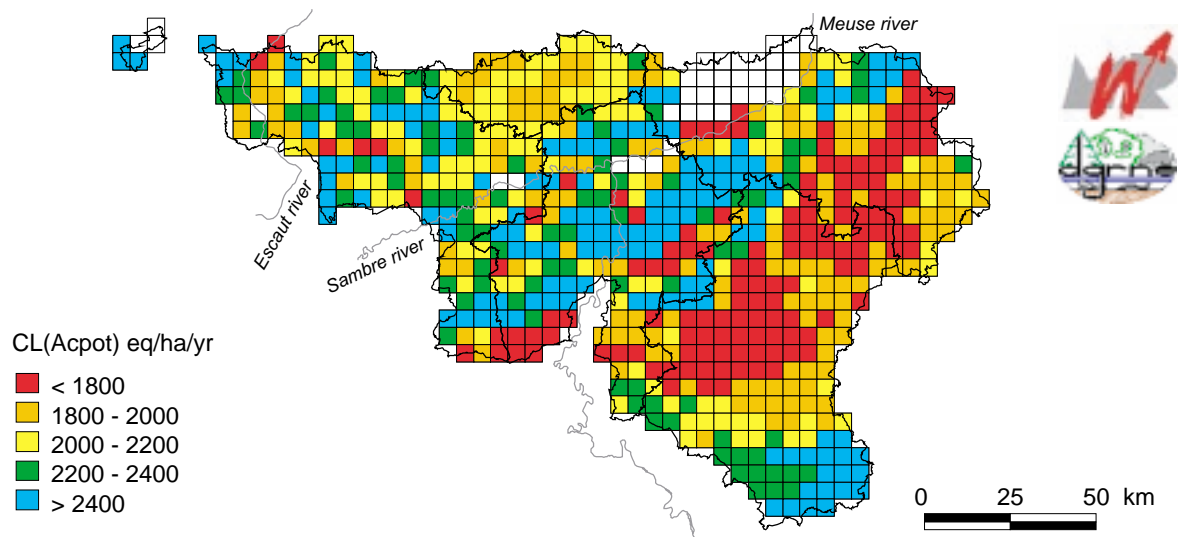 Meuse river
Escaut river
Sambre river
CL(Acpot) eq/ha/yr
< 1800
1800 - 2000
2000 - 2200
2200 - 2400
> 2400
0 25 50 km
dgrne